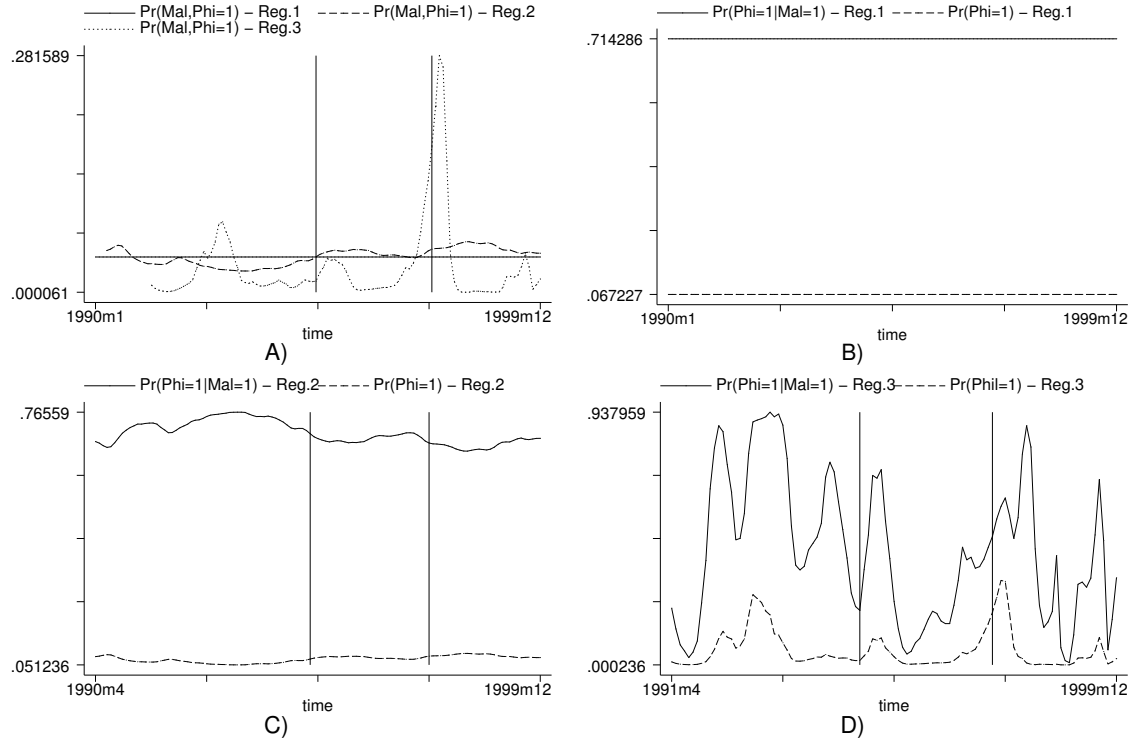 Pr(Mal,Phi=1) − Reg.1 Pr(Mal,Phi=1) − Reg.2
Pr(Mal,Phi=1) − Reg.3
.281589
.000061
1990m1 1999m12
time
A)
Pr(Phi=1|Mal=1) − Reg.1 Pr(Phi=1) − Reg.1
.714286
.067227
1990m1 1999m12
time
B)
Pr(Phi=1|Mal=1) − Reg.2 Pr(Phi=1) − Reg.2
.76559
.051236
1990m4 1999m12
time
C)
Pr(Phi=1|Mal=1) − Reg.3 Pr(Phil=1) − Reg.3
.937959
.000236
1991m4 1999m12
time
D)